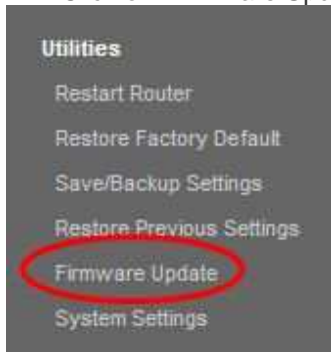 Utilities
Restart Router
Restore Factory Default
Save/Backup Settings
Restore Previous Settings
Firmware Update
System Settings